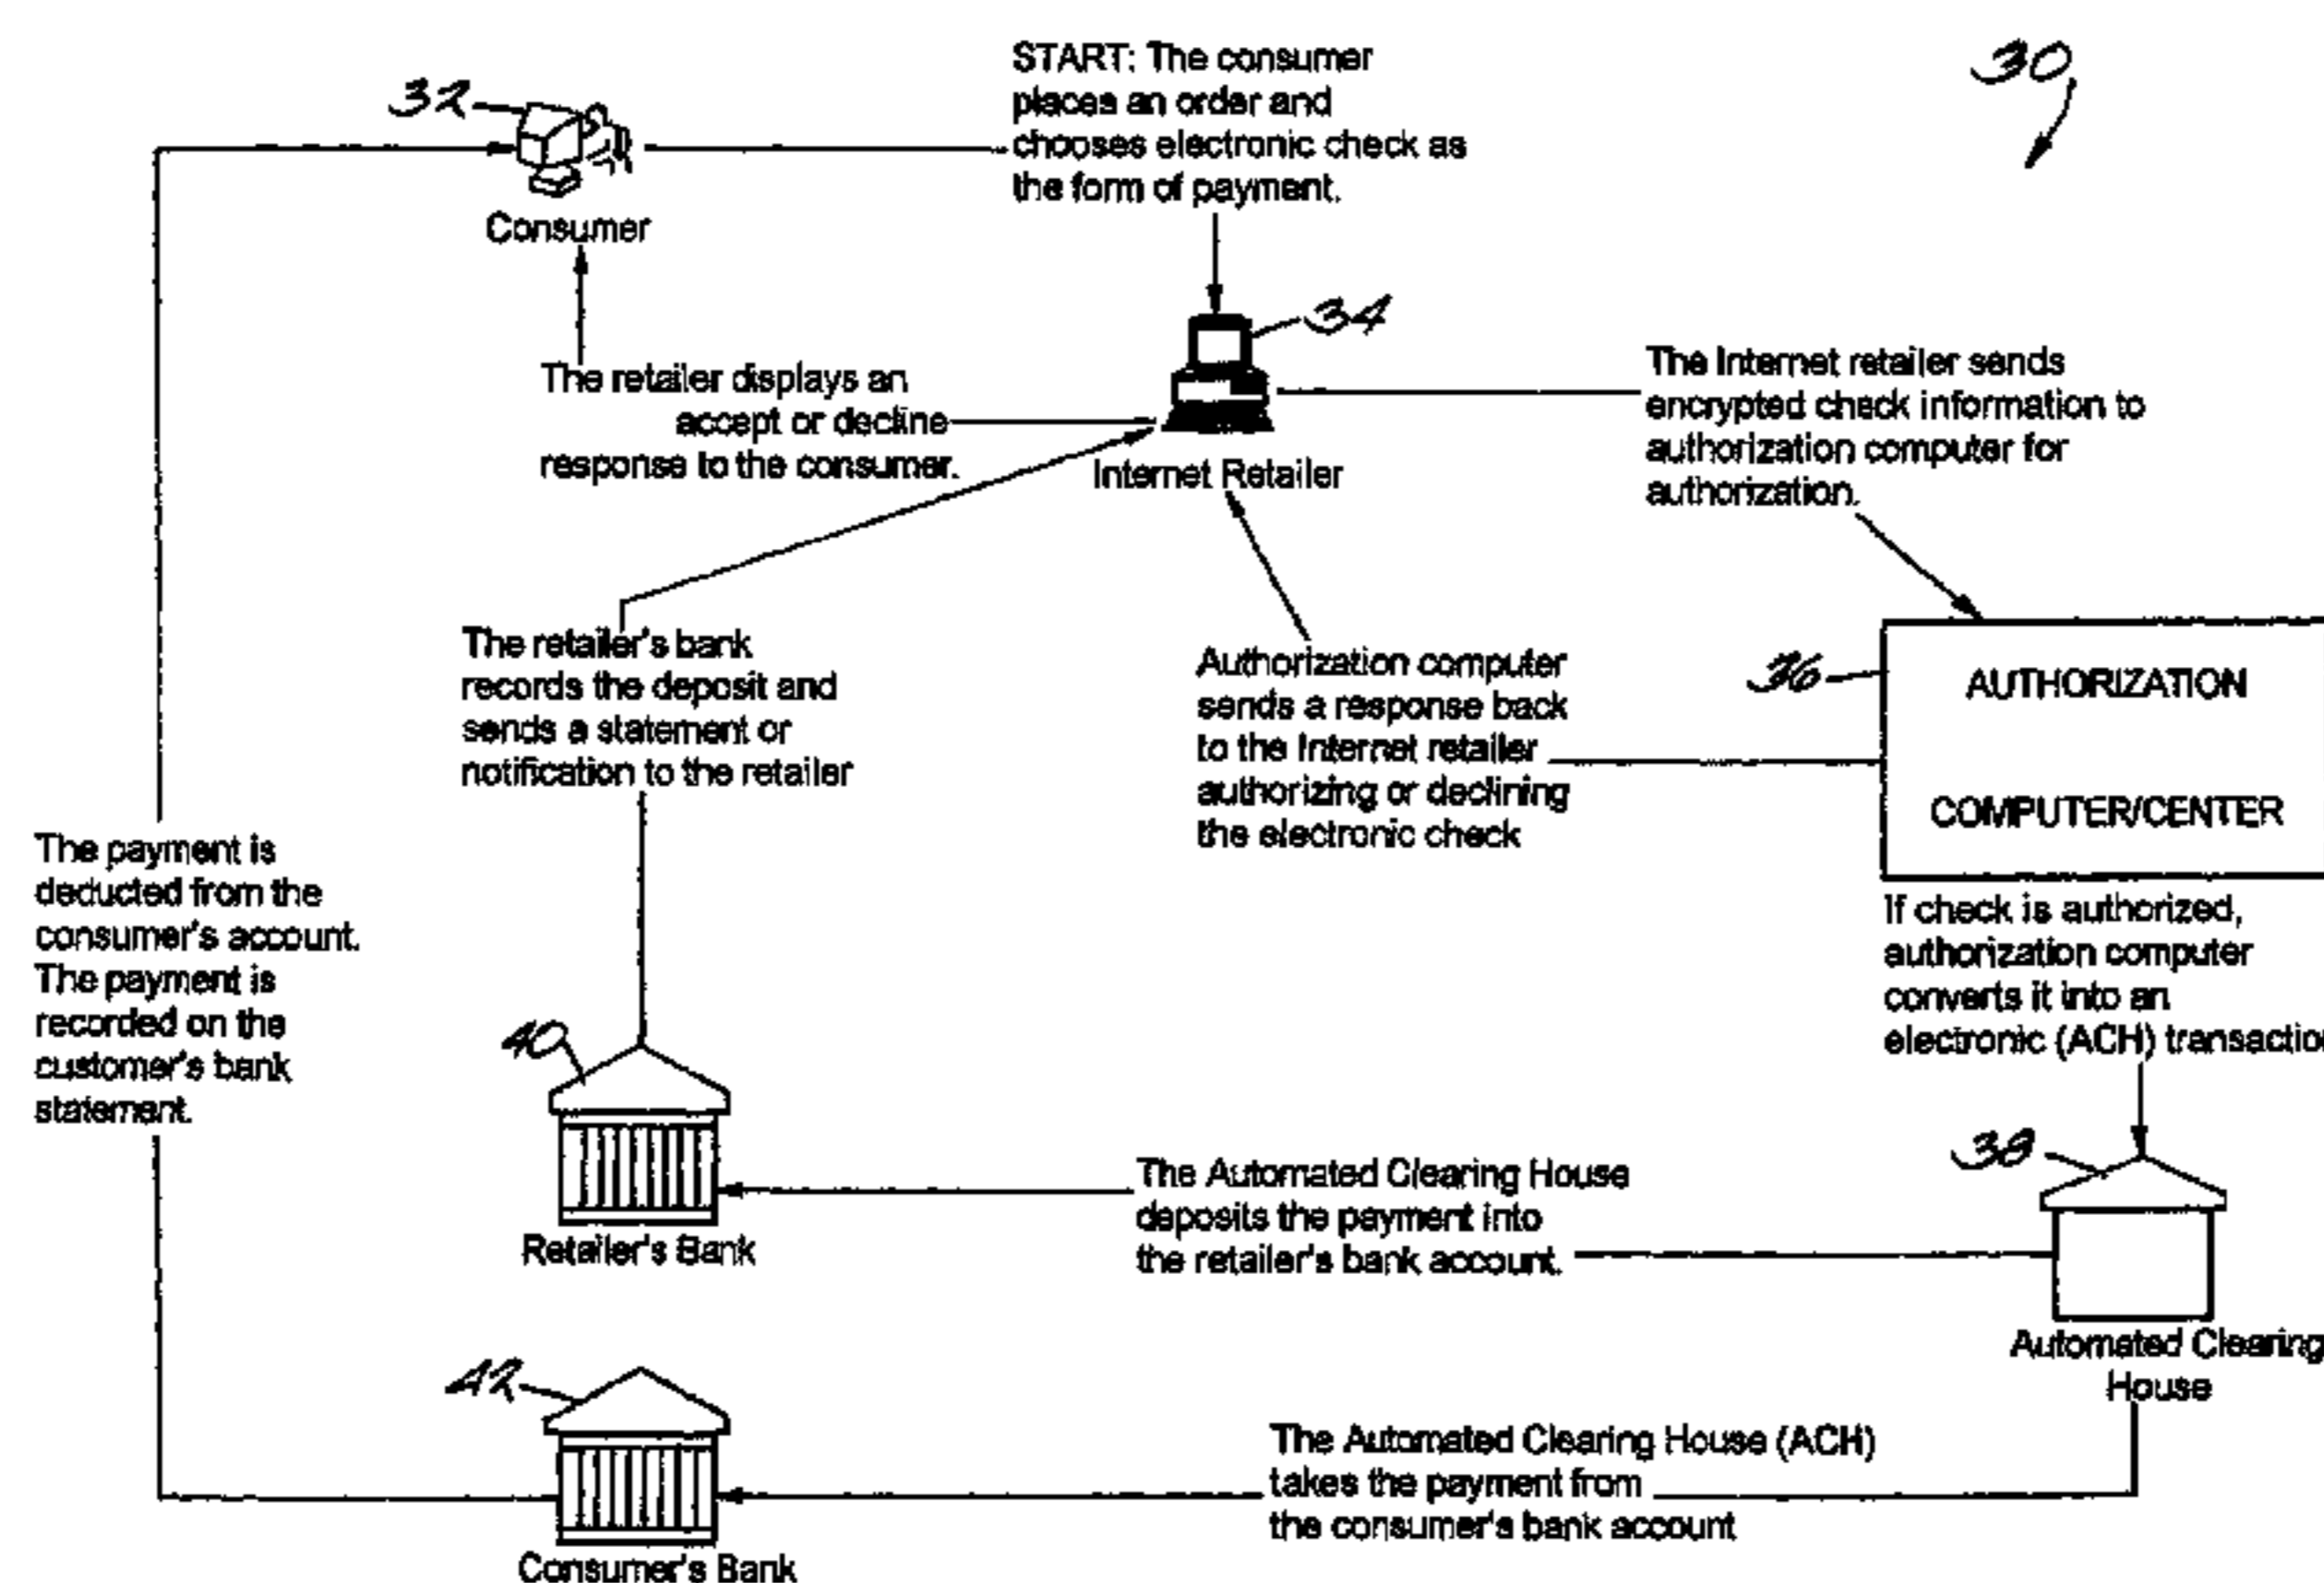 30
32
START: The consumer
places an order and
chooses electronic check as
the form of payment.
Consumer
34
The retailer displays an
accept or decline
response to the consumer.
Internet Retailer
The Internet retailer sends
encrypted check information to
authorization computer for
authorization.
The retailer's bank
records the deposit and
sends a statement or
notification to the retailer
Authorization computer
sends a response back
to the Internet retailer
authorizing or declining
the electronic check
36
AUTHORIZATION
COMPUTER/CENTER
The payment is
deducted from the
consumer's account.
The payment is
recorded on the
customer's bank
statement.
If check is authorized,
authorization computer
converts it into an
electronic (ACH) transaction
40
Retailer's Bank
The Automated Clearing House
deposits the payment into
the retailer's bank account.
38
Automated Clearing
House
42
Consumer's Bank
The Automated Clearing House (ACH)
takes the payment from
the consumer's bank account